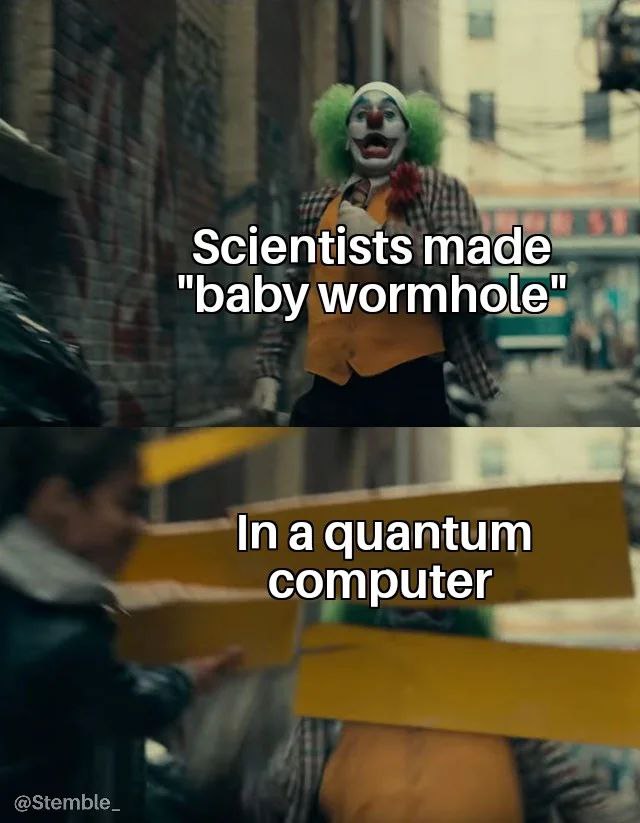 Scientists made
"baby wormhole"
In a quantum
computer
@Stemble_